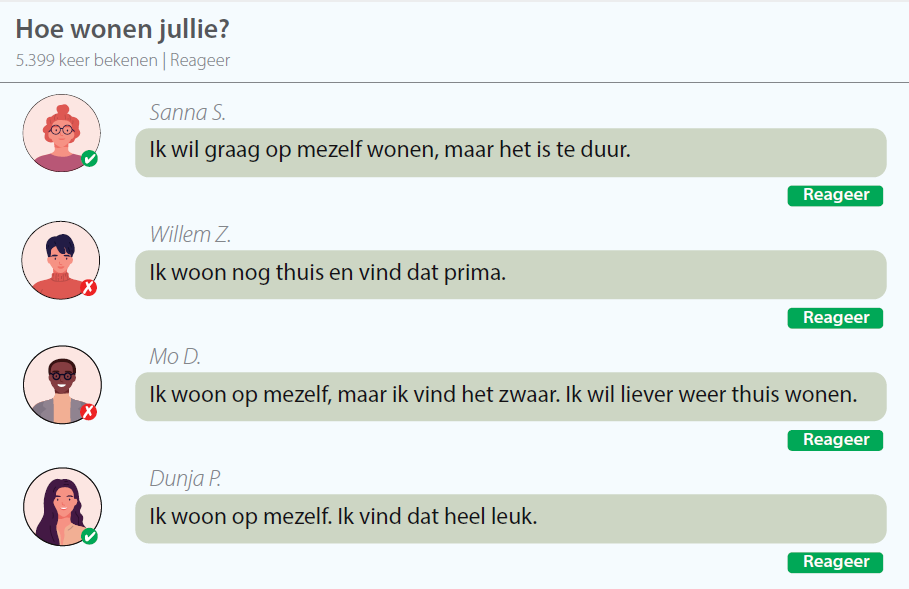 Hoe wonen jullie?
5.399 keer bekenen | Reageer
Sanna S.
Ik wil graag op mezelf wonen, maar het is te duur.
Reageer
Willem Z.
Ik woon nog thuis en vind dat prima.
Reageer
Mo D.
Ik woon op mezelf, maar ik vind het zwaar. Ik wil liever weer thuis wonen.
Reageer
Dunja P.
Ik woon op mezelf. Ik vind dat heel leuk.
Reageer